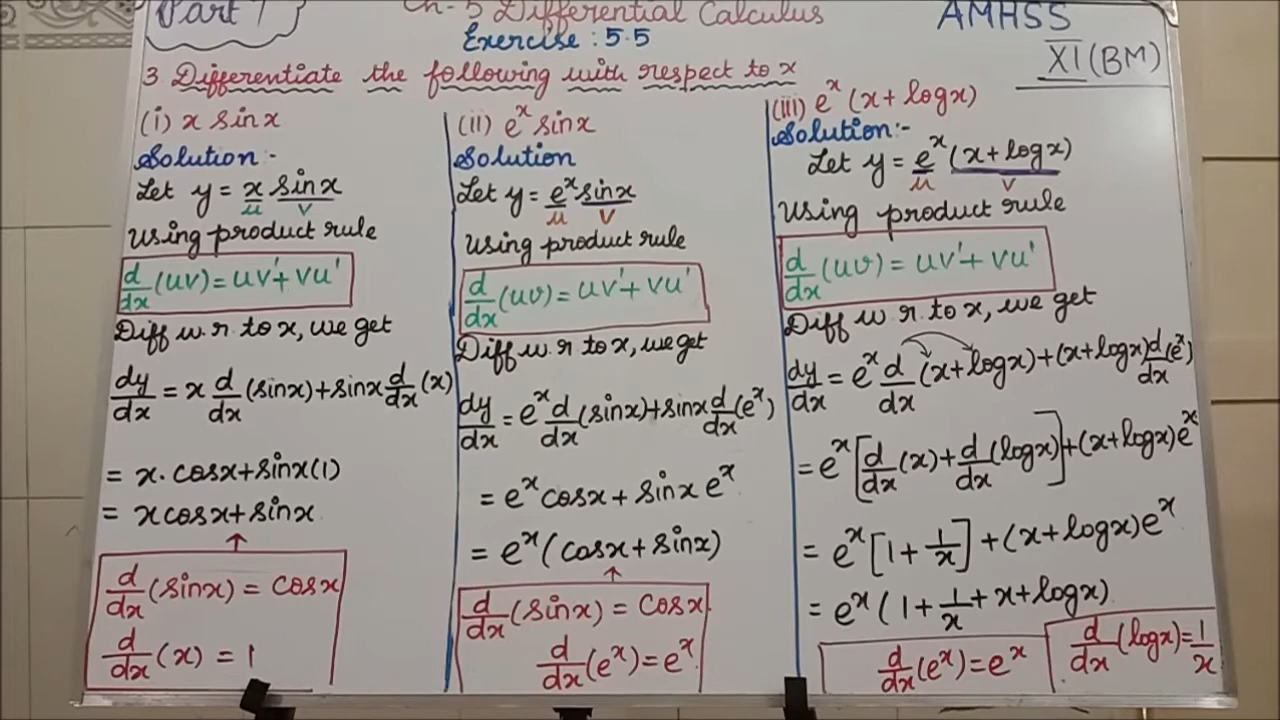 Part 1
Ch-5 Differential Calculus
AMHSS
Exercise : 5.5
XI (BM)
3 Differentiate the following with respect to x
(i) x sinx
Solution:-
Let y = x sinx
u v
Using product rule
d/dx (uv) = uv' + vu'
Diff w.r. to x, we get
dy/dx = x d/dx (sinx) + sinx d/dx (x)
= x. cosx + sinx(1)
= x cosx + sinx
↑
d/dx (sinx) = cosx
d/dx (x) = 1
(ii) e^x sinx
Solution
Let y = e^x sinx
u v
Using product rule
d/dx (uv) = uv' + vu'
Diff w.r to x, we get
dy/dx = e^x d/dx (sinx) + sinx d/dx (e^x)
= e^x cosx + sinx e^x
= e^x (cosx + sinx)
↑
d/dx (sinx) = cosx
d/dx (e^x) = e^x
(iii) e^x (x + logx)
Solution:-
Let y = e^x (x + logx)
u v
Using product rule
d/dx (uv) = uv' + vu'
Diff w r. to x, we get
dy/dx = e^x d/dx (x + logx) + (x + logx) d/dx (e^x)
= e^x [d/dx (x) + d/dx (logx)] + (x + logx) e^x
= e^x [1 + 1/x] + (x + logx) e^x
= e^x (1 + 1/x + x + logx)
d/dx (e^x) = e^x
d/dx (logx) = 1/x